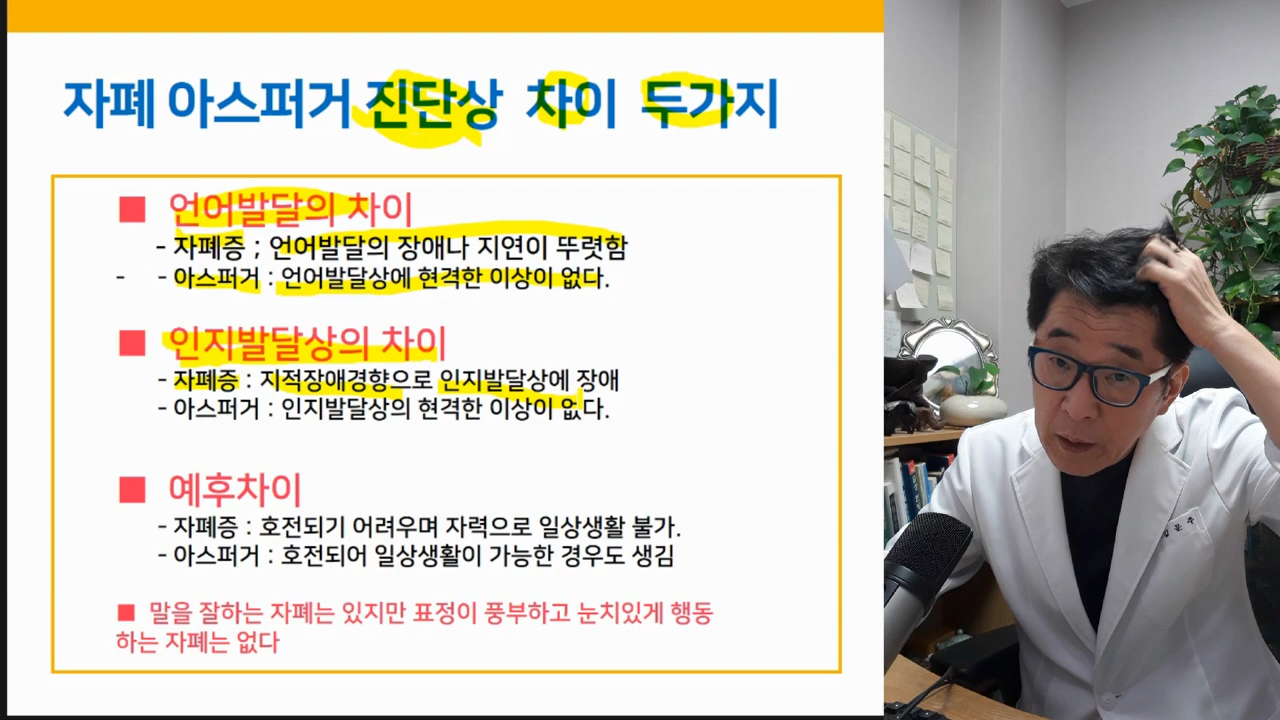 자폐 아스퍼거 진단상 차이 두가지
■ 언어발달의 차이
- 자폐증 ; 언어발달의 장애나 지연이 뚜렷함
- - 아스퍼거 : 언어발달상에 현격한 이상이 없다.
■ 인지발달상의 차이
- 자폐증 : 지적장애경향으로 인지발달상에 장애
- 아스퍼거 : 인지발달상의 현격한 이상이 없다.
■ 예후차이
- 자폐증 : 호전되기 어려우며 자력으로 일상생활 불가.
- 아스퍼거 : 호전되어 일상생활이 가능한 경우도 생김
■ 말을 잘하는 자폐는 있지만 표정이 풍부하고 눈치있게 행동
하는 자폐는 없다